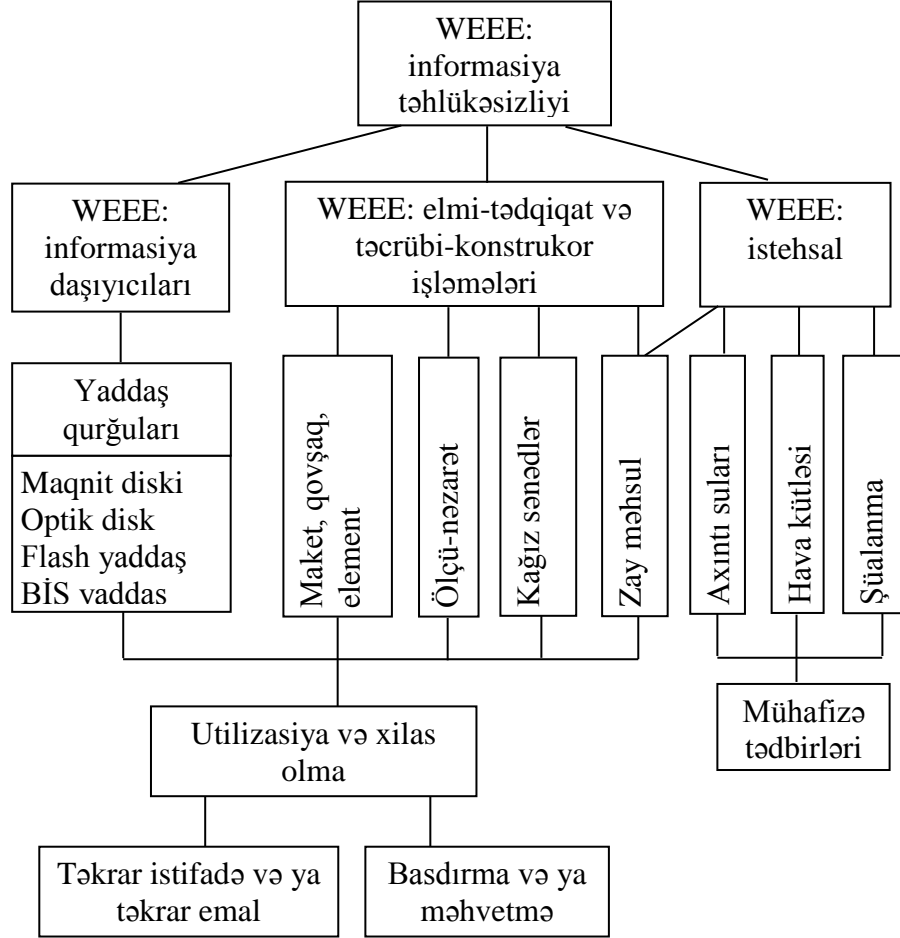 WEEE:
informasiya
təhlükəsizliyi
WEEE:
informasiya
daşıyıcıları
WEEE: elmi-tədqiqat və
təcrübi-konstrukor
işləmələri
WEEE:
istehsal
Yaddaş
qurğuları
Maqnit diski
Optik disk
Flash yaddaş
BİS vaddas
Maket, qovşaq,
element
Ölçü-nəzarət
Kağız sənədlər
Zay məhsul
Axıntı suları
Hava kütləsi
Şüalanma
Utilizasiya və xilas
olma
Mühafizə
tədbirləri
Təkrar istifadə və ya
təkrar emal
Basdırma və ya
məhvetmə